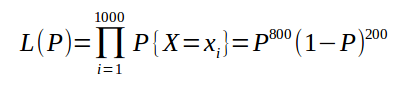 L(P)=∏_{i=1}^{1000} P{X=x_i}=P^{800}(1−P)^{200}